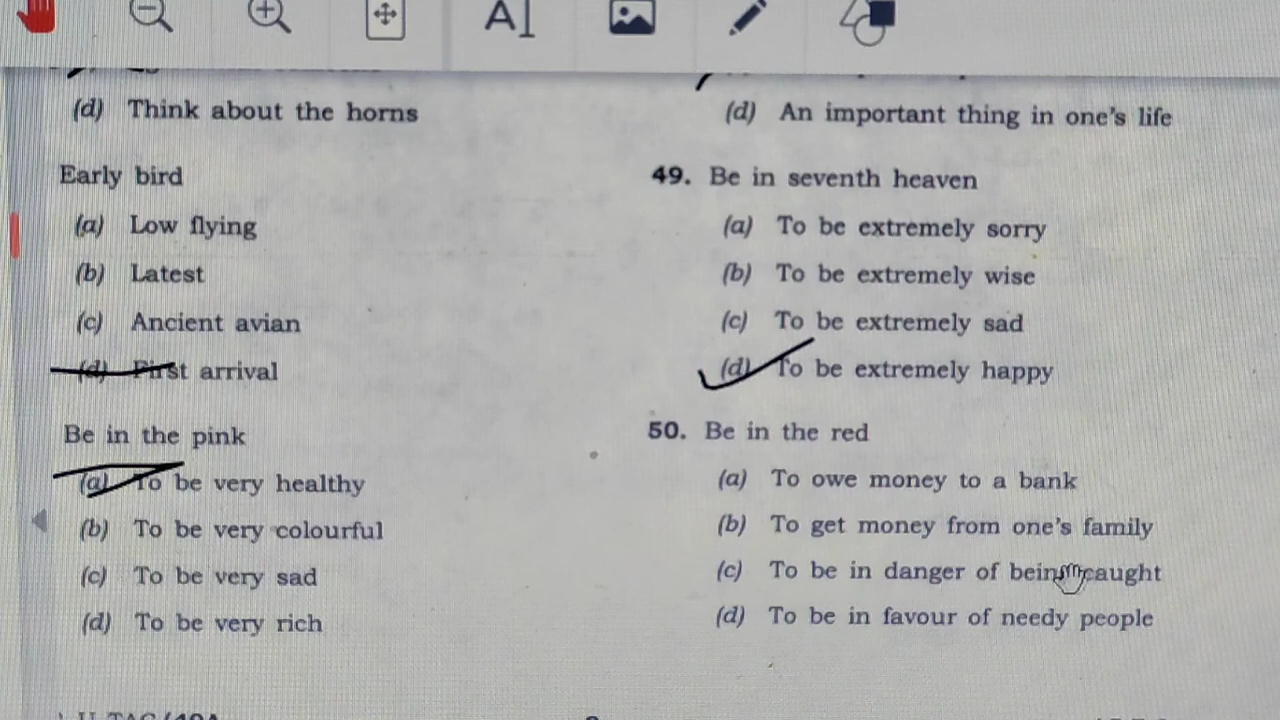 (d) Think about the horns
Early bird
(a) Low flying
(b) Latest
(c) Ancient avian
(d) First arrival
Be in the pink
(a) To be very healthy
(b) To be very colourful
(c) To be very sad
(d) To be very rich
(d) An important thing in one's life
49. Be in seventh heaven
(a) To be extremely sorry
(b) To be extremely wise
(c) To be extremely sad
(d) To be extremely happy
50. Be in the red
(a) To owe money to a bank
(b) To get money from one's family
(c) To be in danger of being caught
(d) To be in favour of needy people